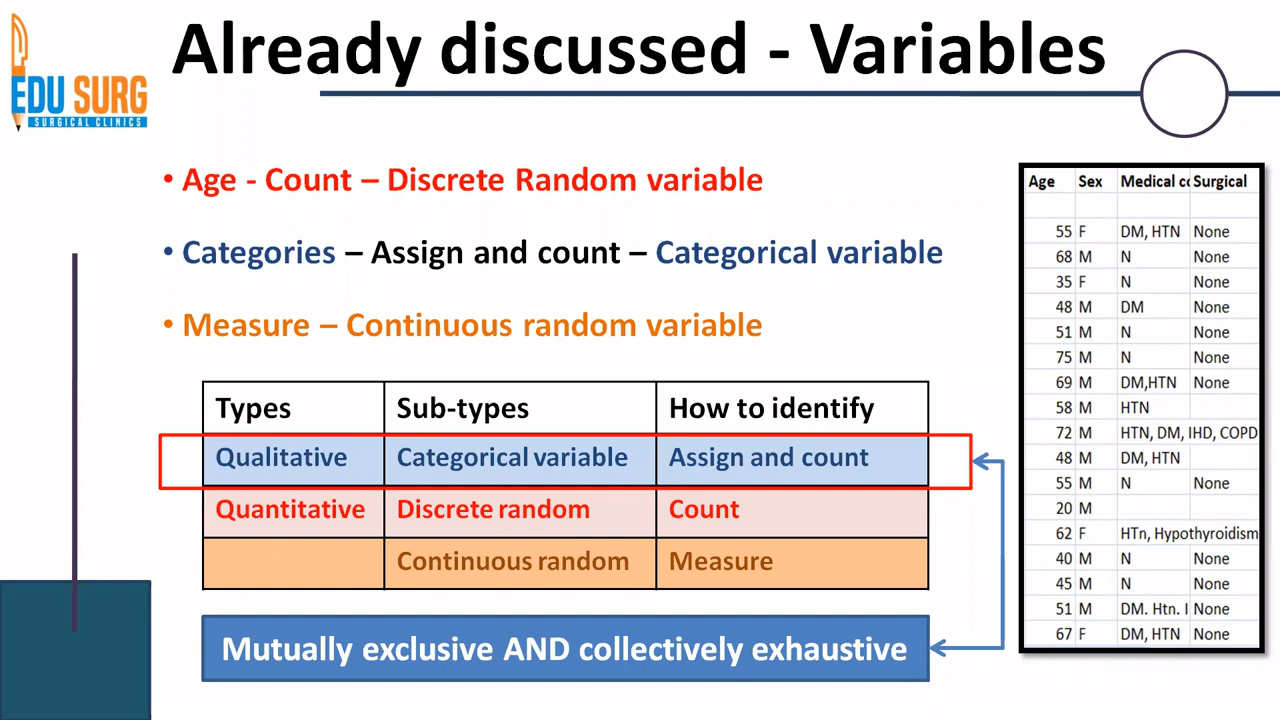 Already discussed - Variables
EDU SURG
SURGICAL CLINICS
• Age - Count – Discrete Random variable
• Categories – Assign and count – Categorical variable
• Measure – Continuous random variable
Types Sub-types How to identify
Qualitative Categorical variable Assign and count
Quantitative Discrete random Count
Continuous random Measure
Mutually exclusive AND collectively exhaustive
Age Sex Medical co Surgical
55 F DM, HTN None
68 M N None
35 F N None
48 M DM None
51 M N None
75 M N None
69 M DM,HTN None
58 M HTN
72 M HTN, DM, IHD, COPD
48 M DM, HTN
55 M N None
20 M
62 F HTn, Hypothyroidism
40 M N None
45 M N None
51 M DM. Htn. I None
67 F DM, HTN None